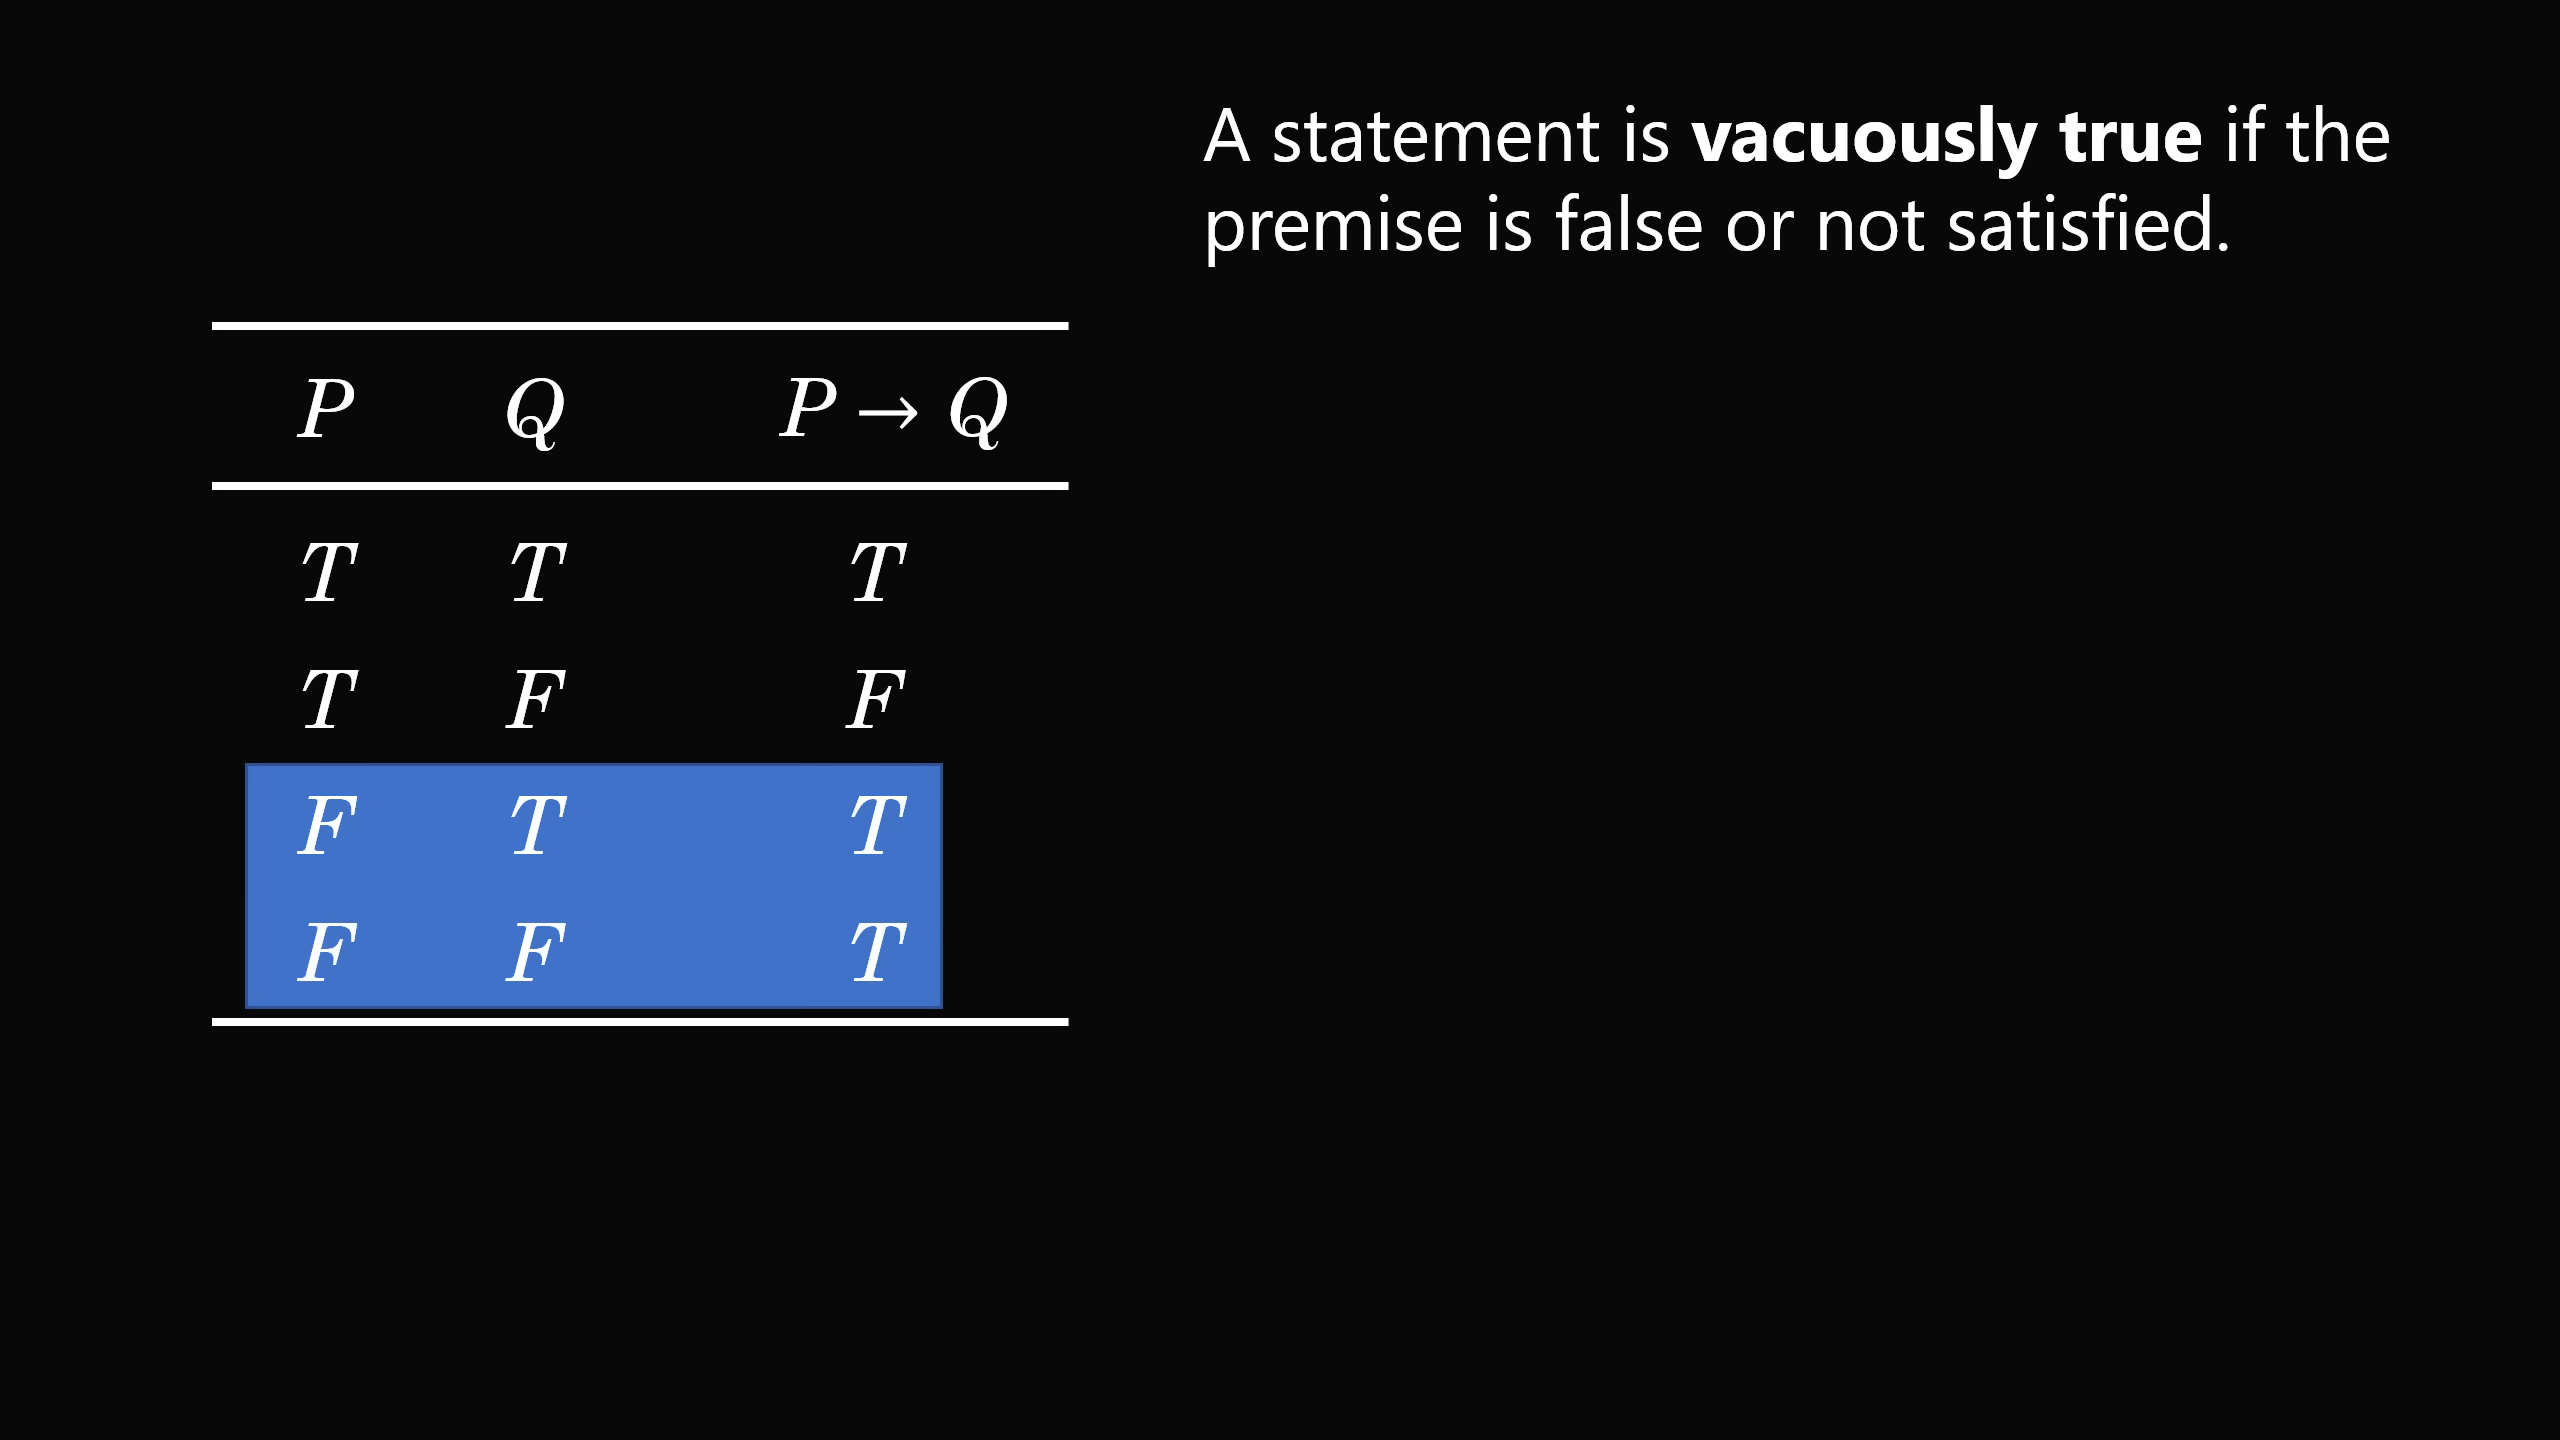 A statement is vacuously true if the
premise is false or not satisfied.
P Q P → Q
T T T
T F F
F T T
F F T